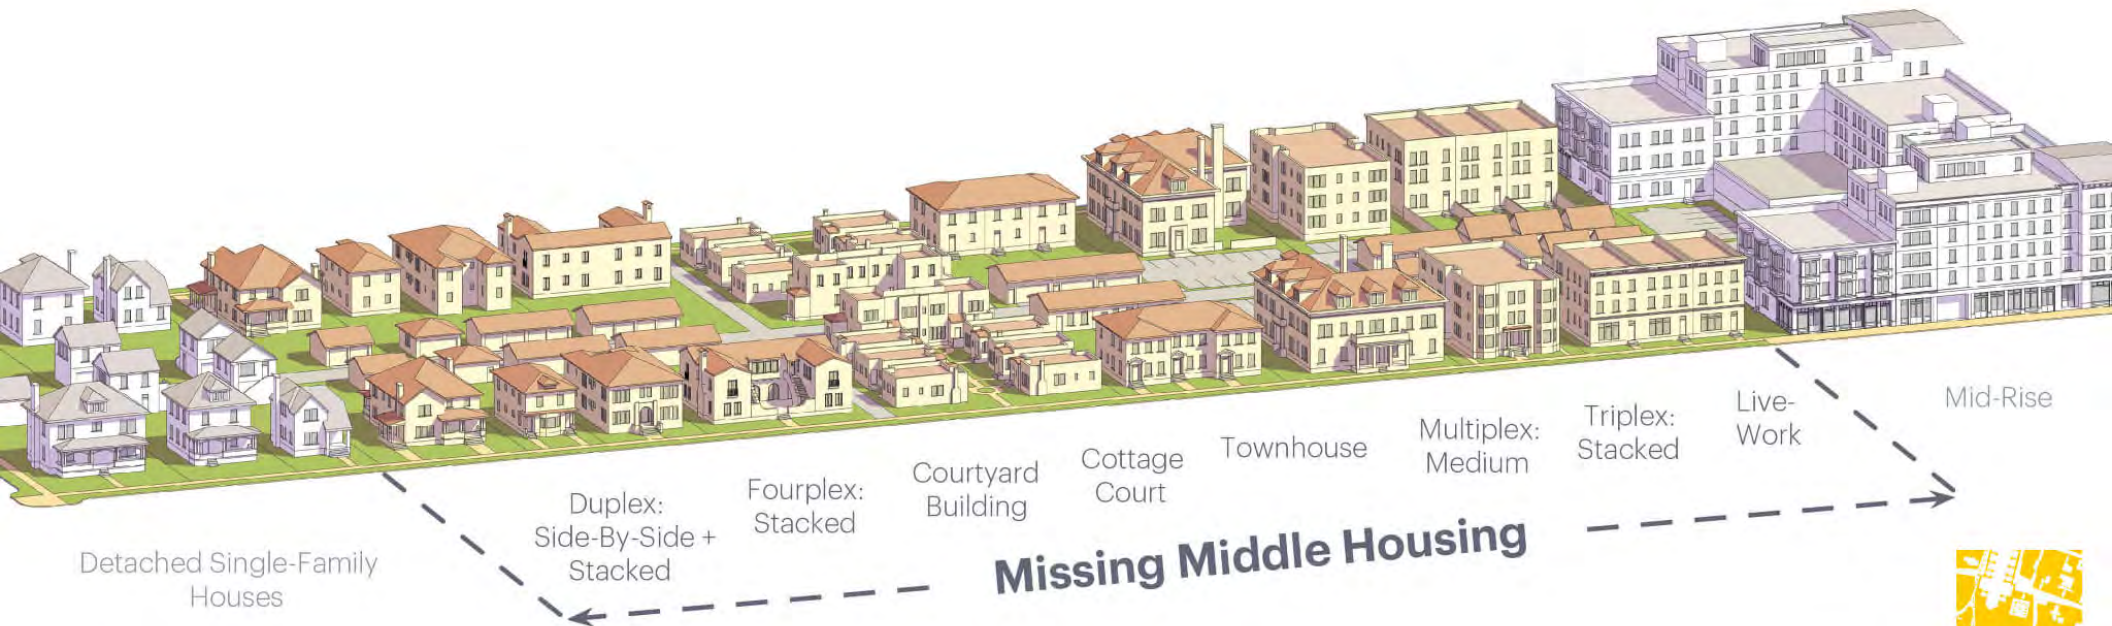 Detached Single-Family
Houses
Duplex:
Side-By-Side +
Stacked
Fourplex:
Stacked
Courtyard
Building
Cottage
Court
Townhouse
Multiplex:
Medium
Triplex:
Stacked
Live-
Work
Mid-Rise
Missing Middle Housing